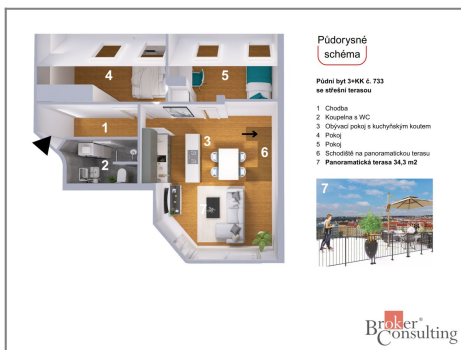 Půdorysné
schéma
Půdní byt 3+KK č. 733
se střešní terasou
1 Chodba
2 Koupelna s WC
3 Obývací pokoj s kuchyňským koutem
4 Pokoj
5 Pokoj
6 Schodiště na panoramatickou terasu
7 Panoramatická terasa 34,3 m2
4
5
1
2
3
6
7
Broker®
Consulting